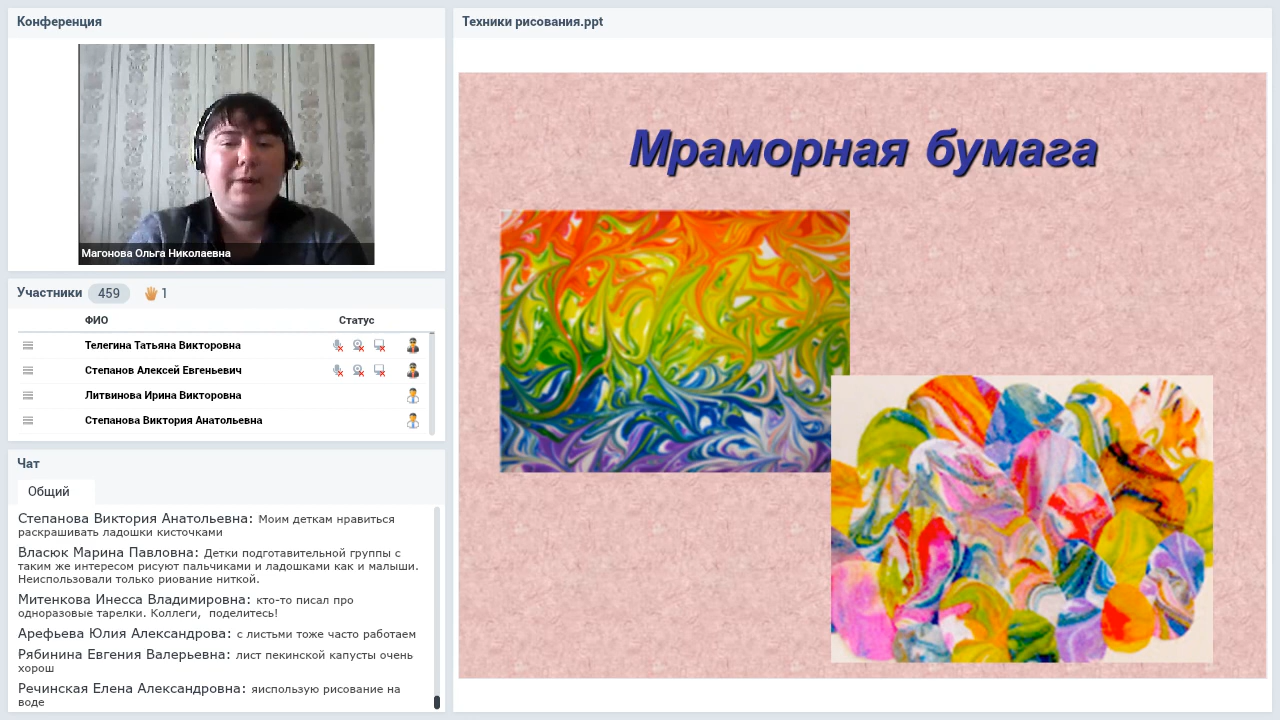 Конференция
Магонова Ольга Николаевна
Участники 459 1
ФИО Статус
Телегина Татьяна Викторовна
Степанов Алексей Евгеньевич
Литвинова Ирина Викторовна
Степанова Виктория Анатольевна
Чат
Общий
Степанова Виктория Анатольевна: Моим деткам нравиться
раскрашивать ладошки кисточками
Власюк Марина Павловна: Детки подготавительной группы с
таким же интересом рисуют пальчиками и ладошками как и малыши.
Неиспользовали только риование ниткой.
Митенкова Инесса Владимировна: кто-то писал про
одноразовые тарелки. Коллеги, поделитесь!
Арефьева Юлия Александрова: с листьми тоже часто работаем
Рябинина Евгения Валерьевна: лист пекинской капусты очень
хорош
Речинская Елена Александровна: яиспользую рисование на
воде
Техники рисования.ppt
Мраморная бумага